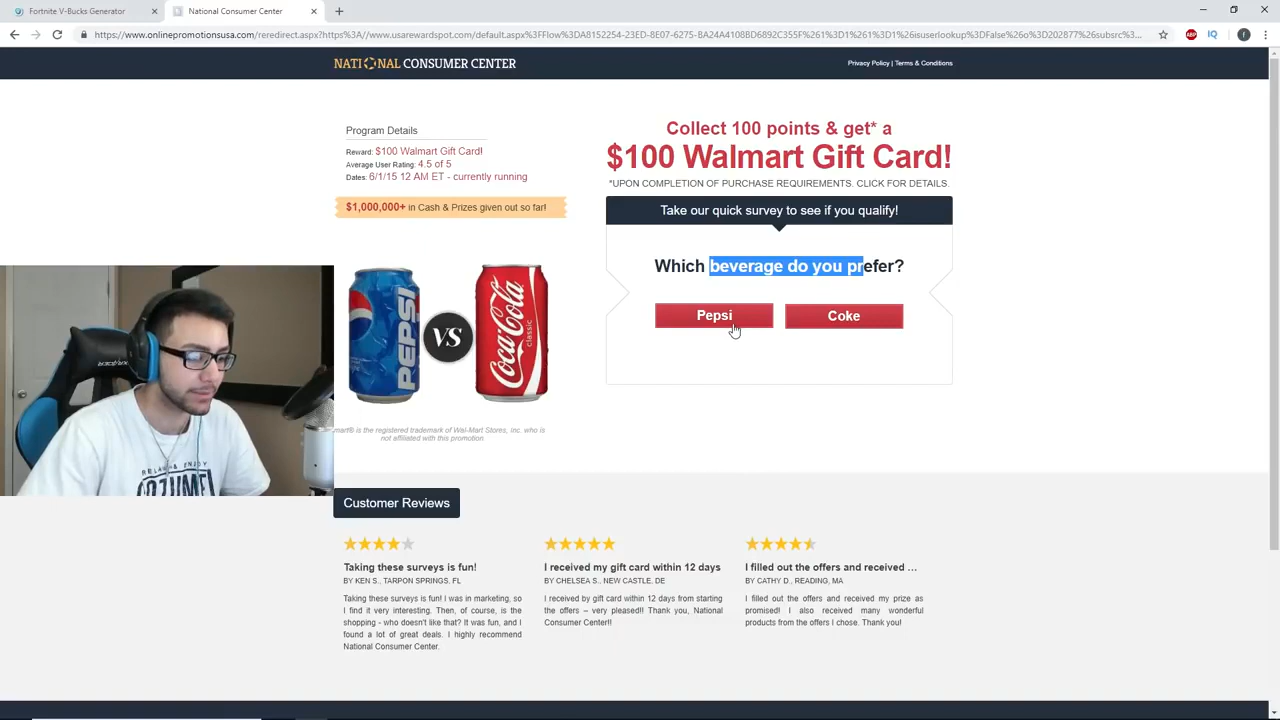 Fortnite V-Bucks Generator
National Consumer Center
https://www.onlinepromotionsusa.com/reredirect.aspx?https%3A//www.usarewardspot.com/default.aspx%3FFlow%3DA8152254-23ED-8E07-6275-8A24A4108BD6892C355F%261%3D1%261%3D1%261%3D1%26isuserlookup%3DFalse%26o%3D202877%26subsrc%3...
ABP
IQ
f
NATIONAL CONSUMER CENTER
Privacy Policy | Terms & Conditions
Program Details
Reward: $100 Walmart Gift Card!
Average User Rating: 4.5 of 5
Dates: 6/1/15 12 AM ET - currently running
$1,000,000+ in Cash & Prizes given out so far!
Collect 100 points & get* a
$100 Walmart Gift Card!
*UPON COMPLETION OF PURCHASE REQUIREMENTS. CLICK FOR DETAILS.
Take our quick survey to see if you qualify!
Which beverage do you prefer?
Pepsi
Coke
PEPSI
VS
Coca-Cola
classic
mart® is the registered trademark of Wal-Mart Stores, inc. who is
not affiliated with this promotion.
RELAX & ENJOY
COZUMEL
Customer Reviews
Taking these surveys is fun!
BY KEN S., TARPON SPRINGS, FL
Taking these surveys is fun! I was in marketing, so
I find it very interesting. Then, of course, is the
shopping - who doesn't like that? It was fun, and I
found a lot of great deals. I highly recommend
National Consumer Center.
I received my gift card within 12 days
BY CHELSEA S., NEW CASTLE, DE
I received by gift card within 12 days from starting
the offers – very pleased!! Thank you, National
Consumer Center!!
I filled out the offers and received ...
BY CATHY D., READING, MA
I filled out the offers and received my prize as
promised! I also received many wonderful
products from the offers I chose. Thank you!